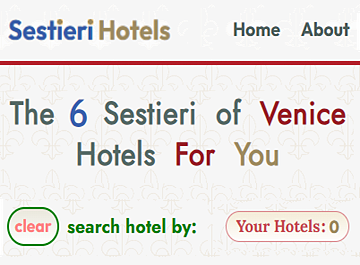 Sestieri Hotels Home About
The 6 Sestieri of Venice
Hotels For You
clear search hotel by: Your Hotels: 0